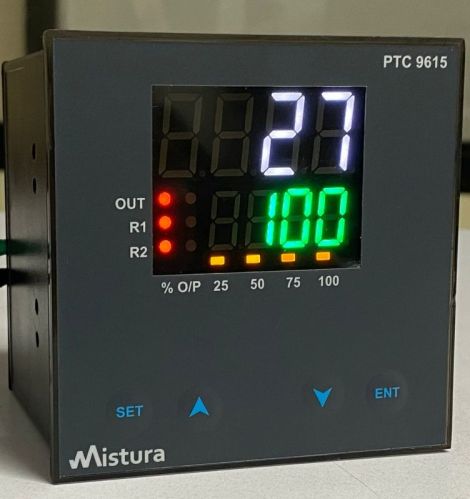 PTC 9615
27
OUT
100
R1
R2
% O/P 25 50 75 100
SET
ENT
Mistura